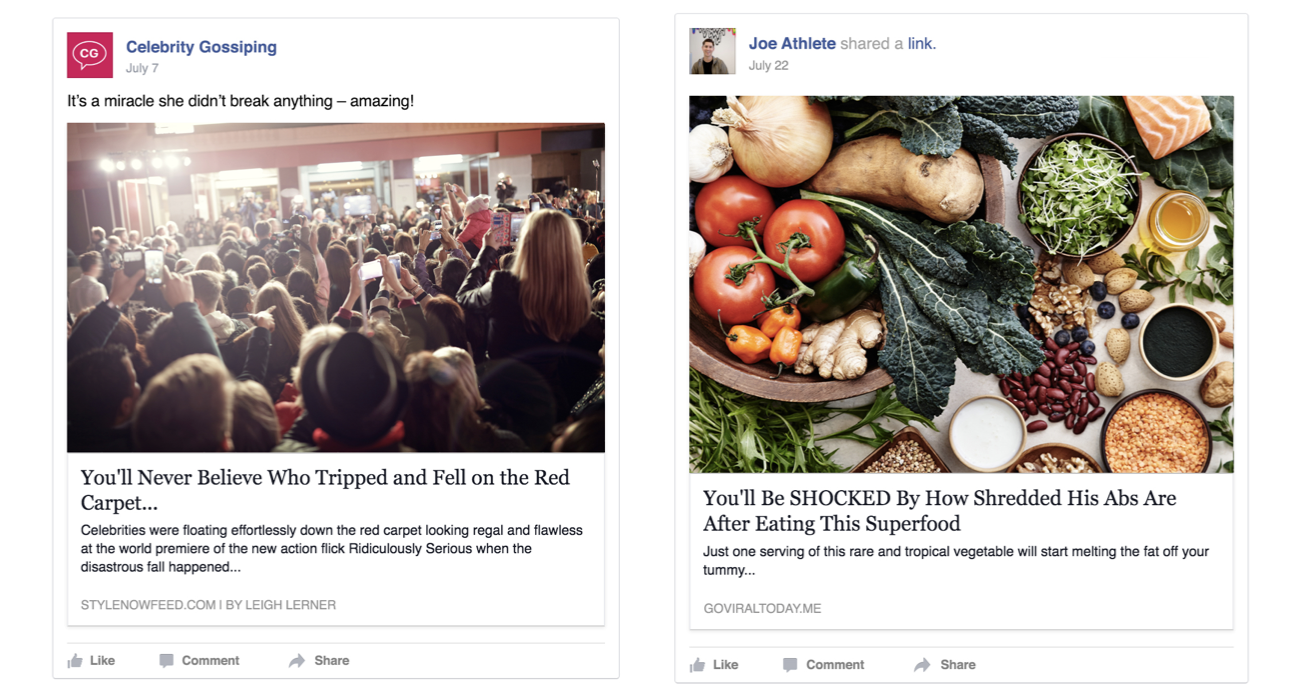 CG
Celebrity Gossiping
July 7
It's a miracle she didn't break anything – amazing!
You'll Never Believe Who Tripped and Fell on the Red
Carpet...
Celebrities were floating effortlessly down the red carpet looking regal and flawless
at the world premiere of the new action flick Ridiculously Serious when the
disastrous fall happened...
STYLENOWFEED.COM I BY LEIGH LERNER
Like Comment Share
Joe Athlete shared a link.
July 22
You'll Be SHOCKED By How Shredded His Abs Are
After Eating This Superfood
Just one serving of this rare and tropical vegetable will start melting the fat off your
tummy...
GOVIRALTODAY.ME
Like Comment Share